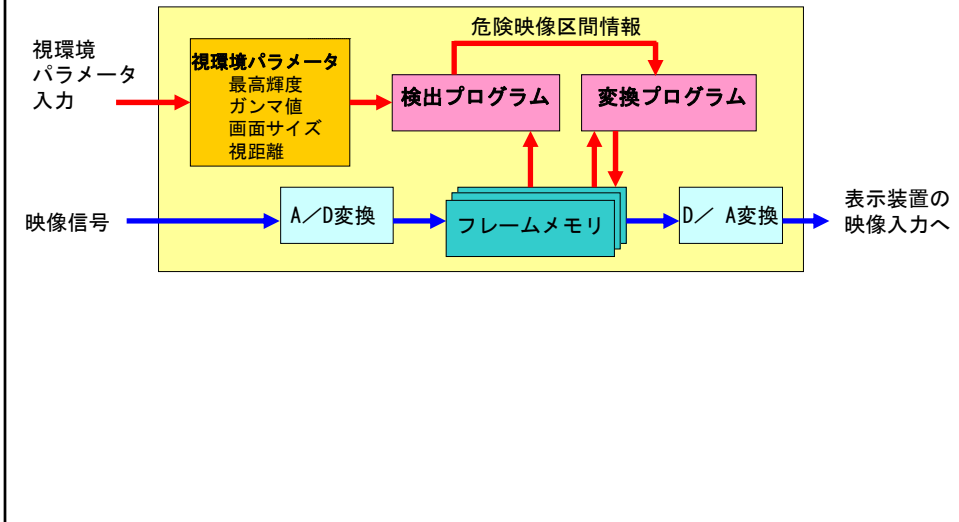 危険映像区間情報
視環境
パラメータ
入力
視環境パラメータ
最高輝度
ガンマ値
画面サイズ
視距離
検出プログラム
変換プログラム
映像信号
A／D変換
フレームメモリ
D／ A変換
表示装置の
映像入力へ